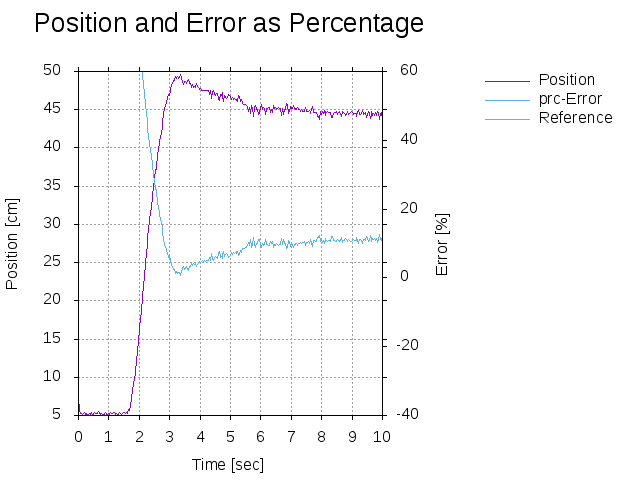 Position and Error as Percentage
Position
prc-Error
Reference
50
45
40
35
30
25
20
15
10
5
Position [cm]
60
40
20
0
-20
-40
Error [%]
0 1 2 3 4 5 6 7 8 9 10
Time [sec]